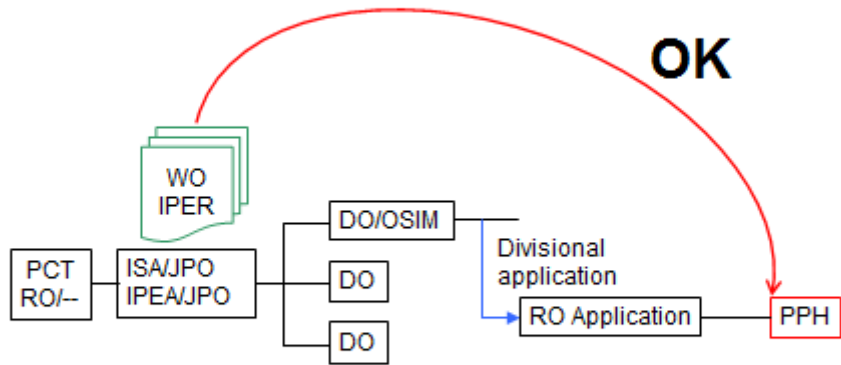 OK
WO
IPER
DO/OSIM
Divisional
application
PCT
RO/--
ISA/JPO
IPEA/JPO
DO
RO Application
PPH
DO